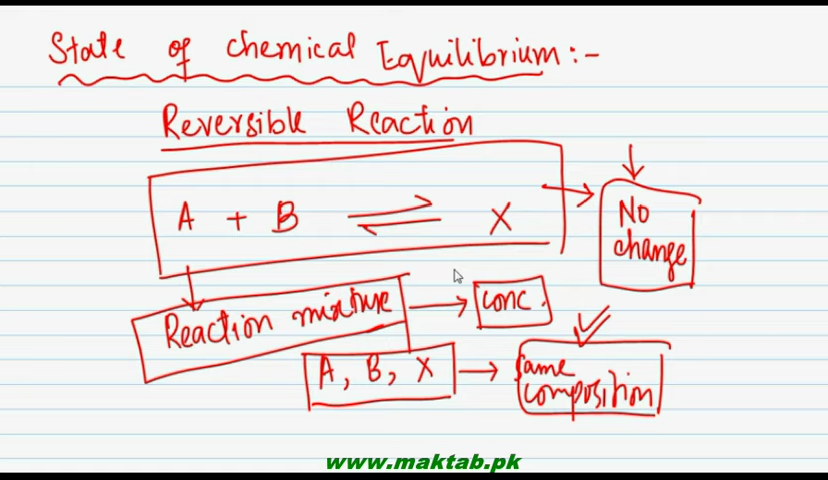 State of chemical Equilibrium:-
Reversible Reaction
A + B ⇌ X
No
change
Reaction mixture → conc.
A, B, X → same
composition
www.maktab.pk